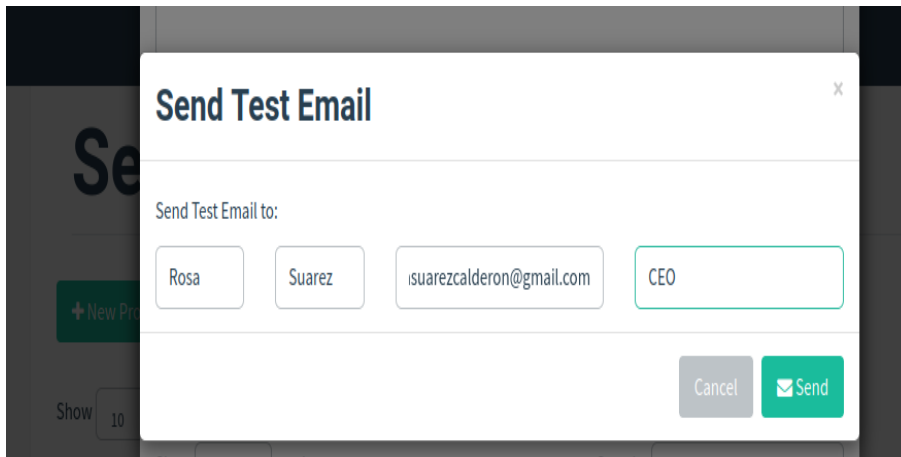 Send Test Email
x
Se
Send Test Email to:
Rosa Suarez suarezcalderon@gmail.com CEO
+ New Pro
Cancel Send
Show 10